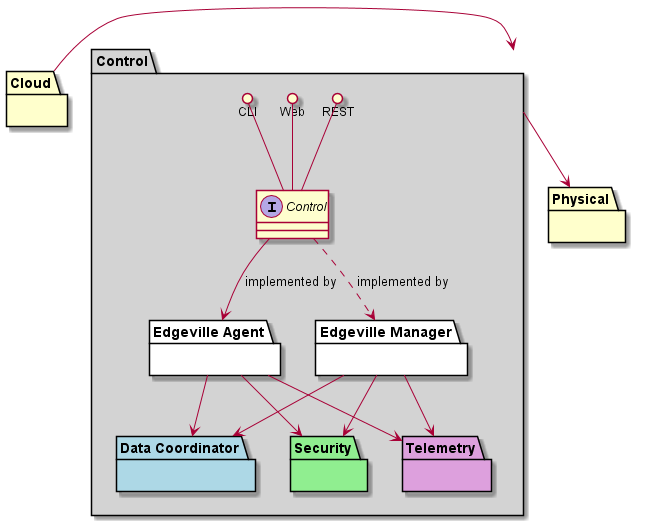 Control
Cloud
CLI
Web
REST
I Control
Physical
implemented by
implemented by
Edgeville Agent
Edgeville Manager
Data Coordinator
Security
Telemetry